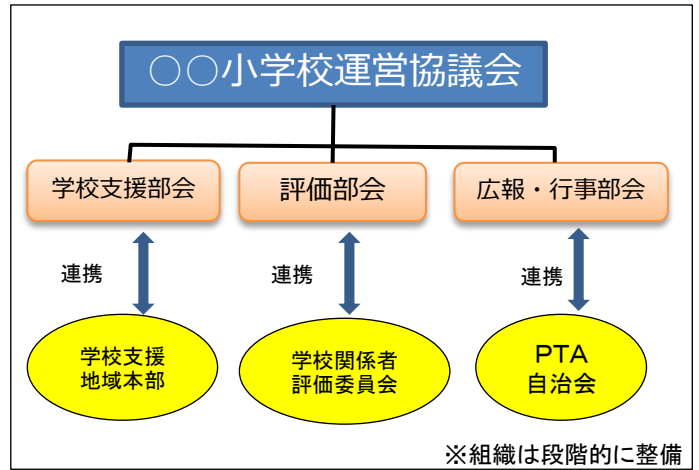 ○○小学校運営協議会
学校支援部会
評価部会
広報・行事部会
連携
連携
連携
学校支援
地域本部
学校関係者
評価委員会
PTA
自治会
※組織は段階的に整備